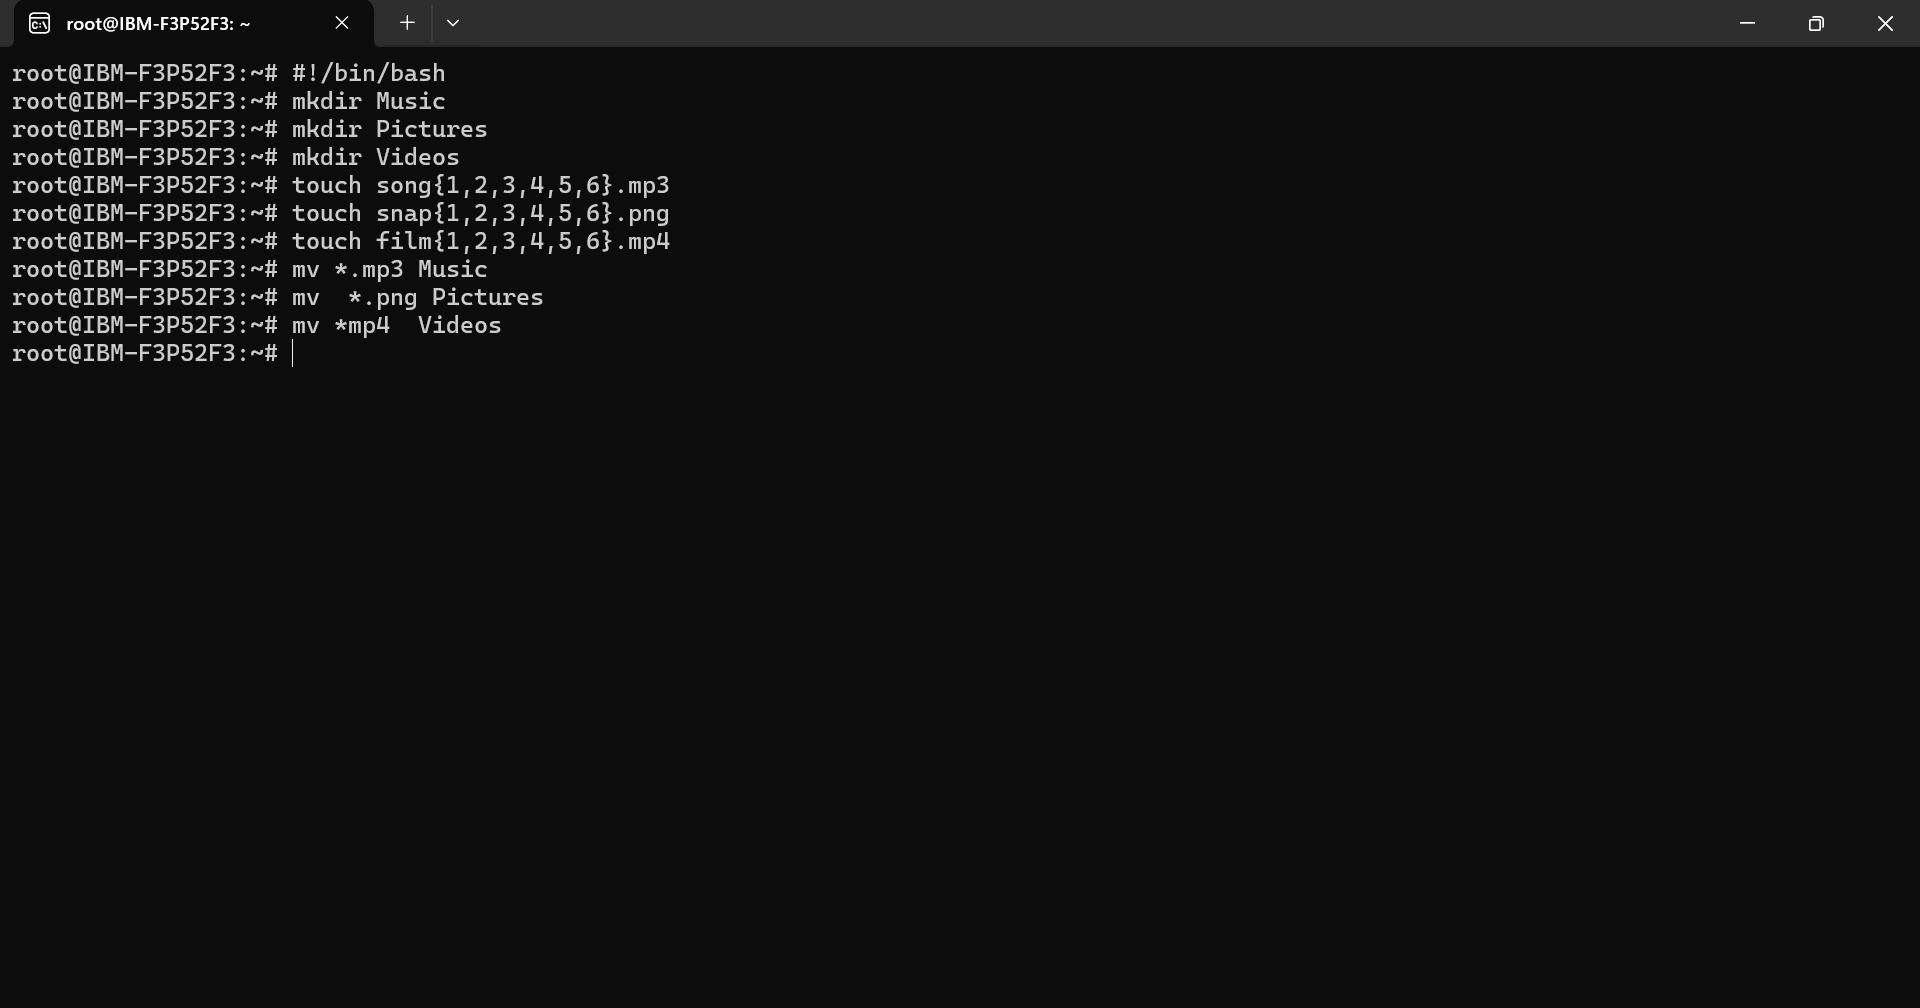 root@IBM-F3P52F3: ~
root@IBM-F3P52F3:~# #!/bin/bash
root@IBM-F3P52F3:~# mkdir Music
root@IBM-F3P52F3:~# mkdir Pictures
root@IBM-F3P52F3:~# mkdir Videos
root@IBM-F3P52F3:~# touch song{1,2,3,4,5,6}.mp3
root@IBM-F3P52F3:~# touch snap{1,2,3,4,5,6}.png
root@IBM-F3P52F3:~# touch film{1,2,3,4,5,6}.mp4
root@IBM-F3P52F3:~# mv *.mp3 Music
root@IBM-F3P52F3:~# mv  *.png Pictures
root@IBM-F3P52F3:~# mv *mp4  Videos
root@IBM-F3P52F3:~#